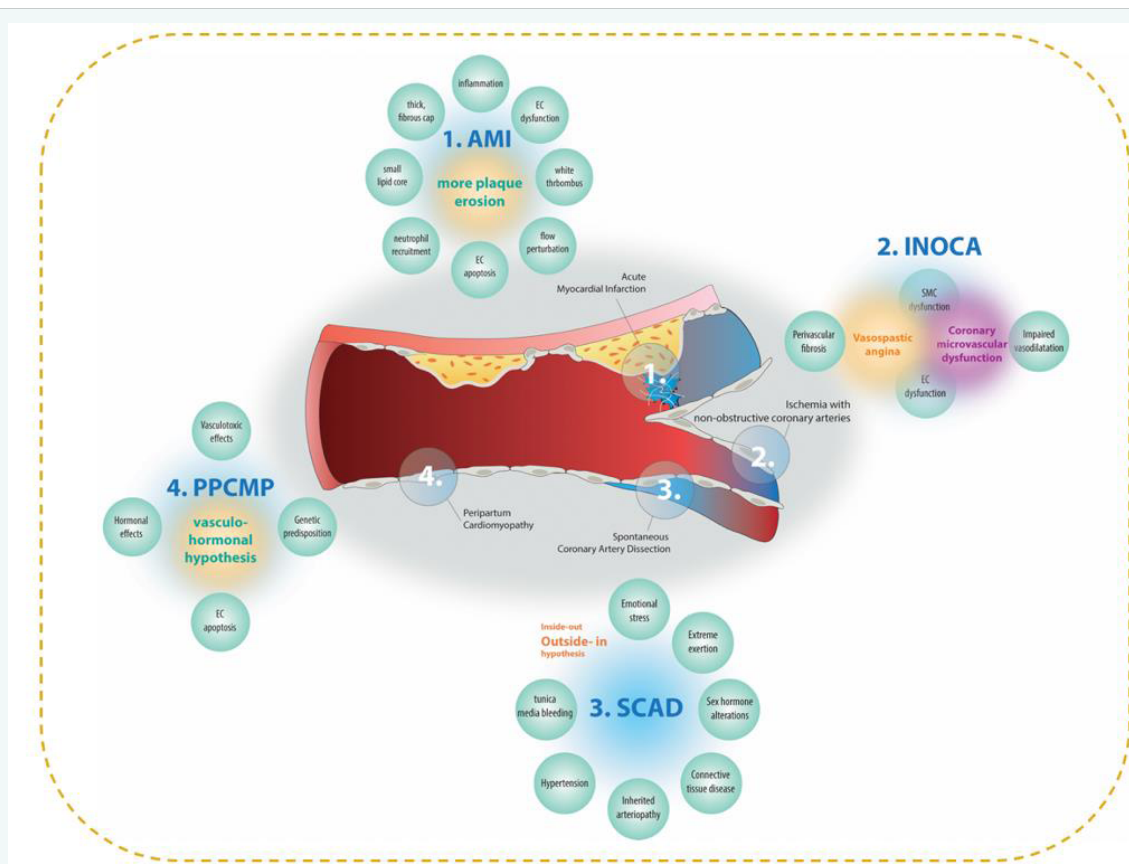 inflammation
thick,
fibrous cap
EC
dysfunction
1. AMI
small
lipid core
more plaque
erosion
white
thrbombus
neutrophil
recruitment
EC
apoptosis
flow
perturbation
Acute
Myocardial Infarction
2. INOCA
SMC
dysfunction
Perivascular
fibrosis
Vasospastic
angina
Coronary
microvascular
dysfunction
Impaired
vasodilatation
EC
dysfunction
1.
Ischemia with
non-obstructive coronary arteries
2.
3.
4.
Peripartum
Cardiomyopathy
Spontaneous
Coronary Artery Dissection
Vasculotoxic
effects
4. PPCMP
Hormonal
effects
vasculo-
hormonal
hypothesis
Genetic
predisposition
EC
apoptosis
Inside-out
Outside- in
hypothesis
Emotional
stress
Extreme
exertion
tunica
media bleeding
3. SCAD
Sex hormone
alterations
Hypertension
Inherited
arteriopathy
Connective
tissue disease